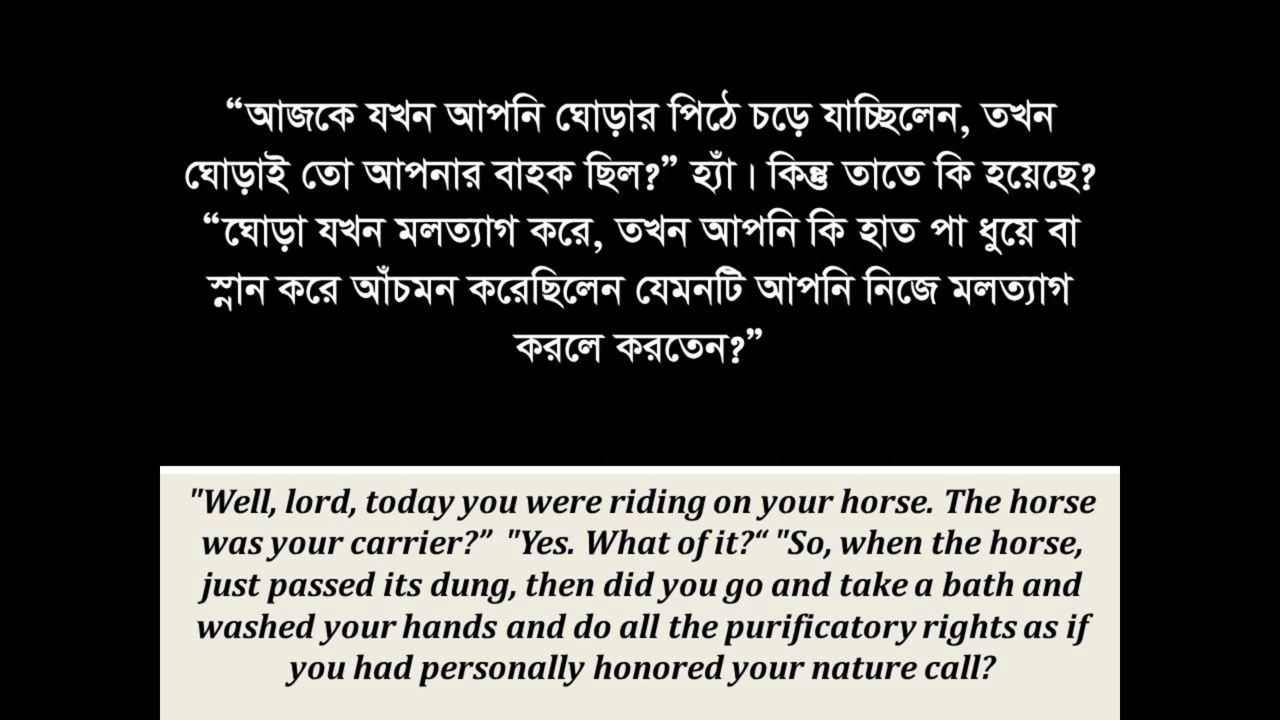 “আজকে যখন আপনি ঘোড়ার পিঠে চড়ে যাচ্ছিলেন, তখন
ঘোড়াই তো আপনার বাহক ছিল?” হ্যাঁ। কিন্তু তাতে কি হয়েছে?
“ঘোড়া যখন মলত্যাগ করে, তখন আপনি কি হাত পা ধুয়ে বা
স্নান করে আঁচমন করেছিলেন যেমনটি আপনি নিজে মলত্যাগ
করলে করতেন?”
"Well, lord, today you were riding on your horse. The horse
was your carrier?” "Yes. What of it?“ "So, when the horse,
just passed its dung, then did you go and take a bath and
washed your hands and do all the purificatory rights as if
you had personally honored your nature call?